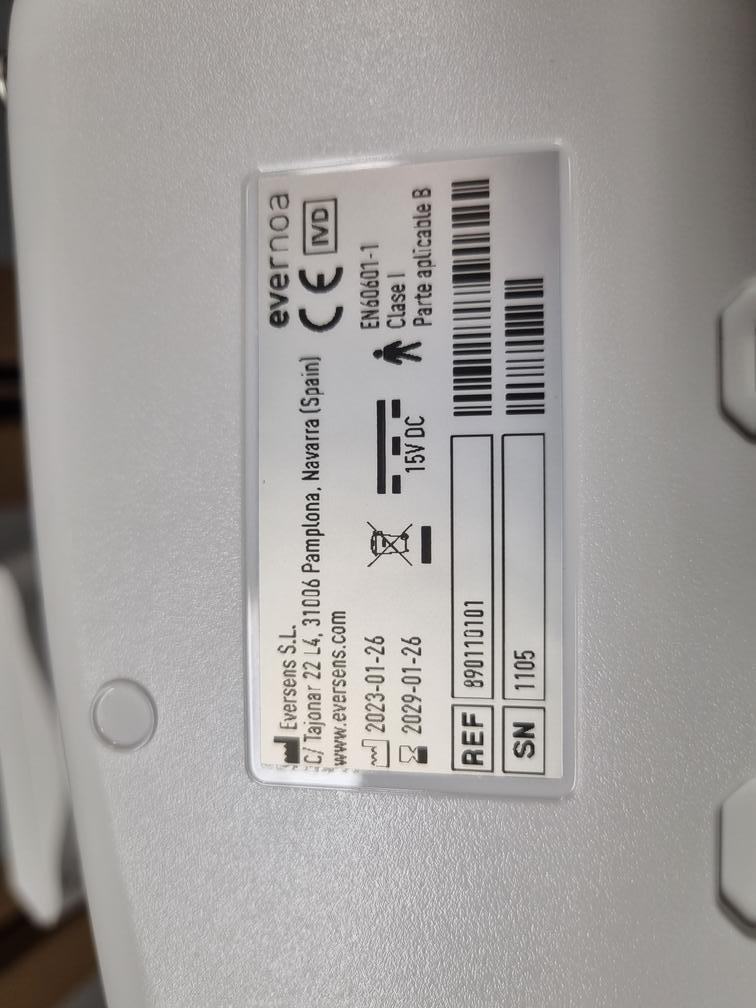 Eversens S.L.
evernoa
C/ Tajonar 22 L4, 31006 Pamplona, Navarra (Spain)
www.eversens.com
CE IVD
2023-01-26
2029-01-26
15V DC
EN60601-1
Clase I
Parte aplicable B
REF 890110101
SN 1105